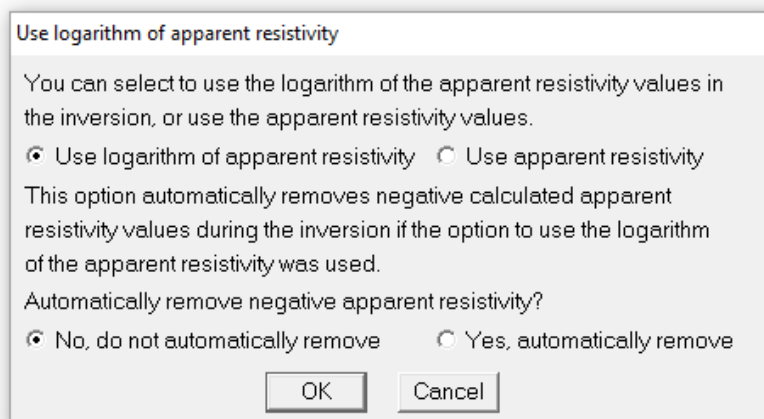 Use logarithm of apparent resistivity
You can select to use the logarithm of the apparent resistivity values in
the inversion, or use the apparent resistivity values.
Use logarithm of apparent resistivity Use apparent resistivity
This option automatically removes negative calculated apparent
resistivity values during the inversion if the option to use the logarithm
of the apparent resistivity was used.
Automatically remove negative apparent resistivity?
No, do not automatically remove Yes, automatically remove
OK Cancel